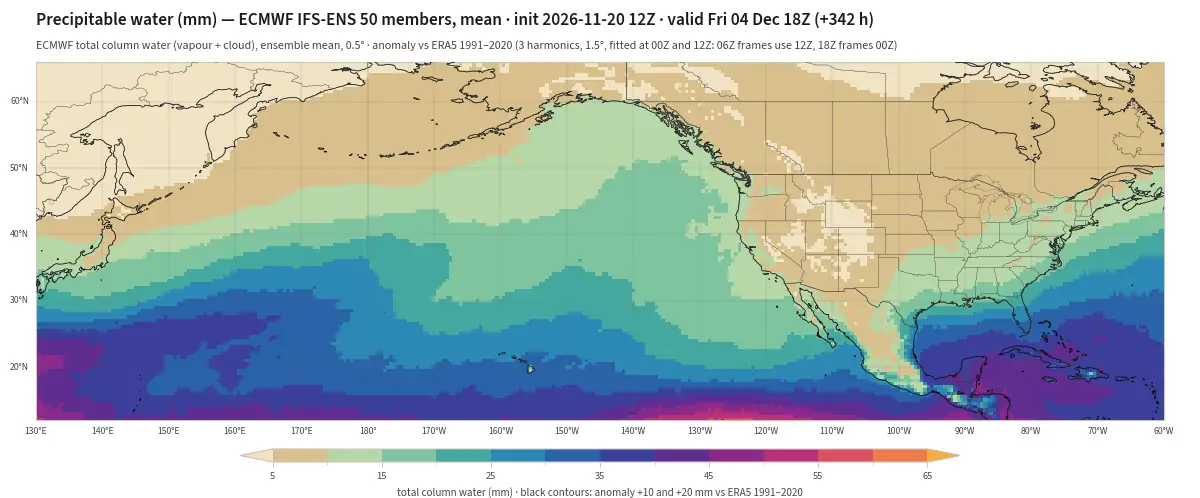 Precipitable water (mm) — ECMWF IFS-ENS 50 members, mean · init 2026-11-20 12Z · valid Fri 04 Dec 18Z (+342 h)
ECMWF total column water (vapour + cloud), ensemble mean, 0.5° · anomaly vs ERA5 1991–2020 (3 harmonics, 1.5°, fitted at 00Z and 12Z: 06Z frames use 12Z, 18Z frames 00Z)
60°N
50°N
40°N
30°N
20°N
130°E 140°E 150°E 160°E 170°E 180° 170°W 160°W 150°W 140°W 130°W 120°W 110°W 100°W 90°W 80°W 70°W 60°W
5 15 25 35 45 55 65
total column water (mm) · black contours: anomaly +10 and +20 mm vs ERA5 1991–2020